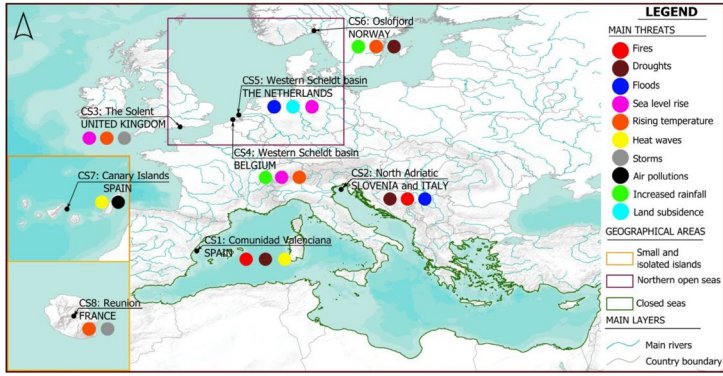 CS6: Oslofjord
NORWAY
CS5: Western Scheldt basin
THE NETHERLANDS
CS3: The Solent
UNITED KINGDOM
CS4: Western Scheldt basin
BELGIUM
CS7: Canary Islands
SPAIN
CS2: North Adriatic
SLOVENIA and ITALY
CS1: Comunidad Valenciana
SPAIN
CS8: Reunion
FRANCE
LEGEND
MAIN THREATS
Fires
Droughts
Floods
Sea level rise
Rising temperature
Heat waves
Storms
Air pollutions
Increased rainfall
Land subsidence
GEOGRAPHICAL AREAS
Small and
isolated islands
Northern open seas
Closed seas
MAIN LAYERS
Main rivers
Country boundary